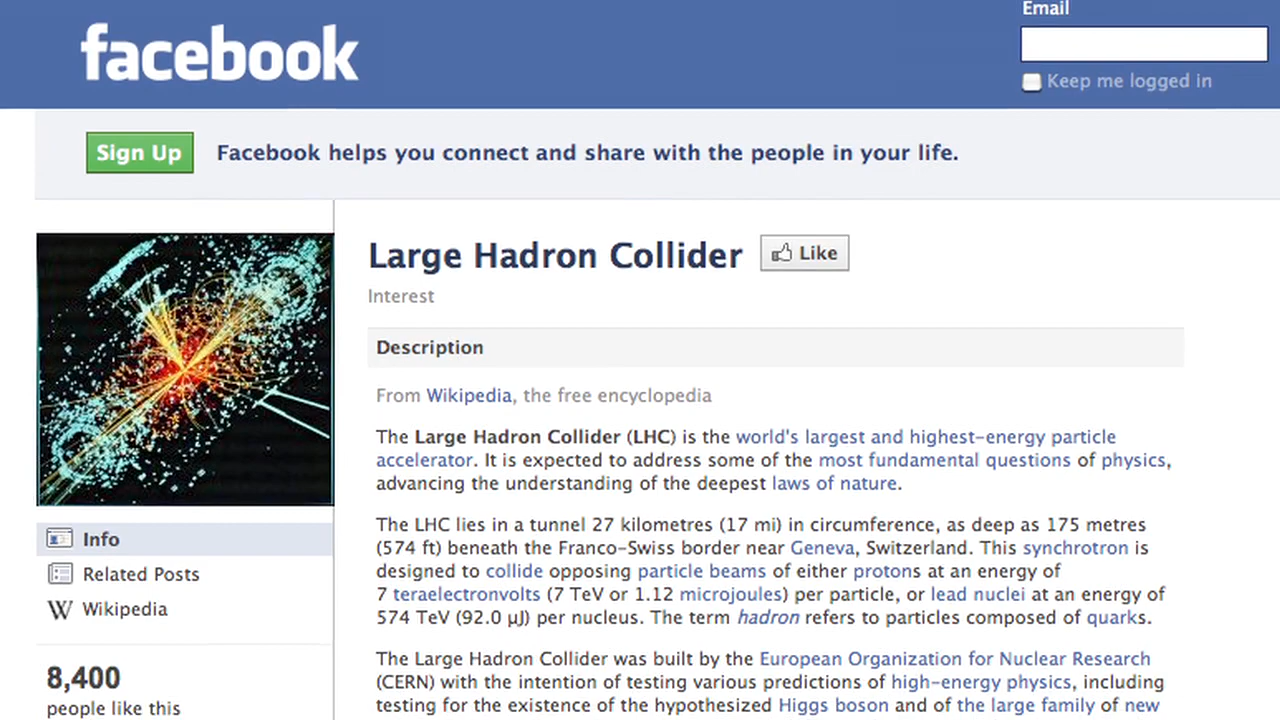 facebook
Email
Keep me logged in
Sign Up
Facebook helps you connect and share with the people in your life.
Large Hadron Collider
Like
Interest
Description
From Wikipedia, the free encyclopedia
The Large Hadron Collider (LHC) is the world's largest and highest-energy particle
accelerator. It is expected to address some of the most fundamental questions of physics,
advancing the understanding of the deepest laws of nature.
The LHC lies in a tunnel 27 kilometres (17 mi) in circumference, as deep as 175 metres
(574 ft) beneath the Franco-Swiss border near Geneva, Switzerland. This synchrotron is
designed to collide opposing particle beams of either protons at an energy of
7 teraelectronvolts (7 TeV or 1.12 microjoules) per particle, or lead nuclei at an energy of
574 TeV (92.0 µJ) per nucleus. The term hadron refers to particles composed of quarks.
The Large Hadron Collider was built by the European Organization for Nuclear Research
(CERN) with the intention of testing various predictions of high-energy physics, including
testing for the existence of the hypothesized Higgs boson and of the large family of new
Info
Related Posts
W Wikipedia
8,400
people like this